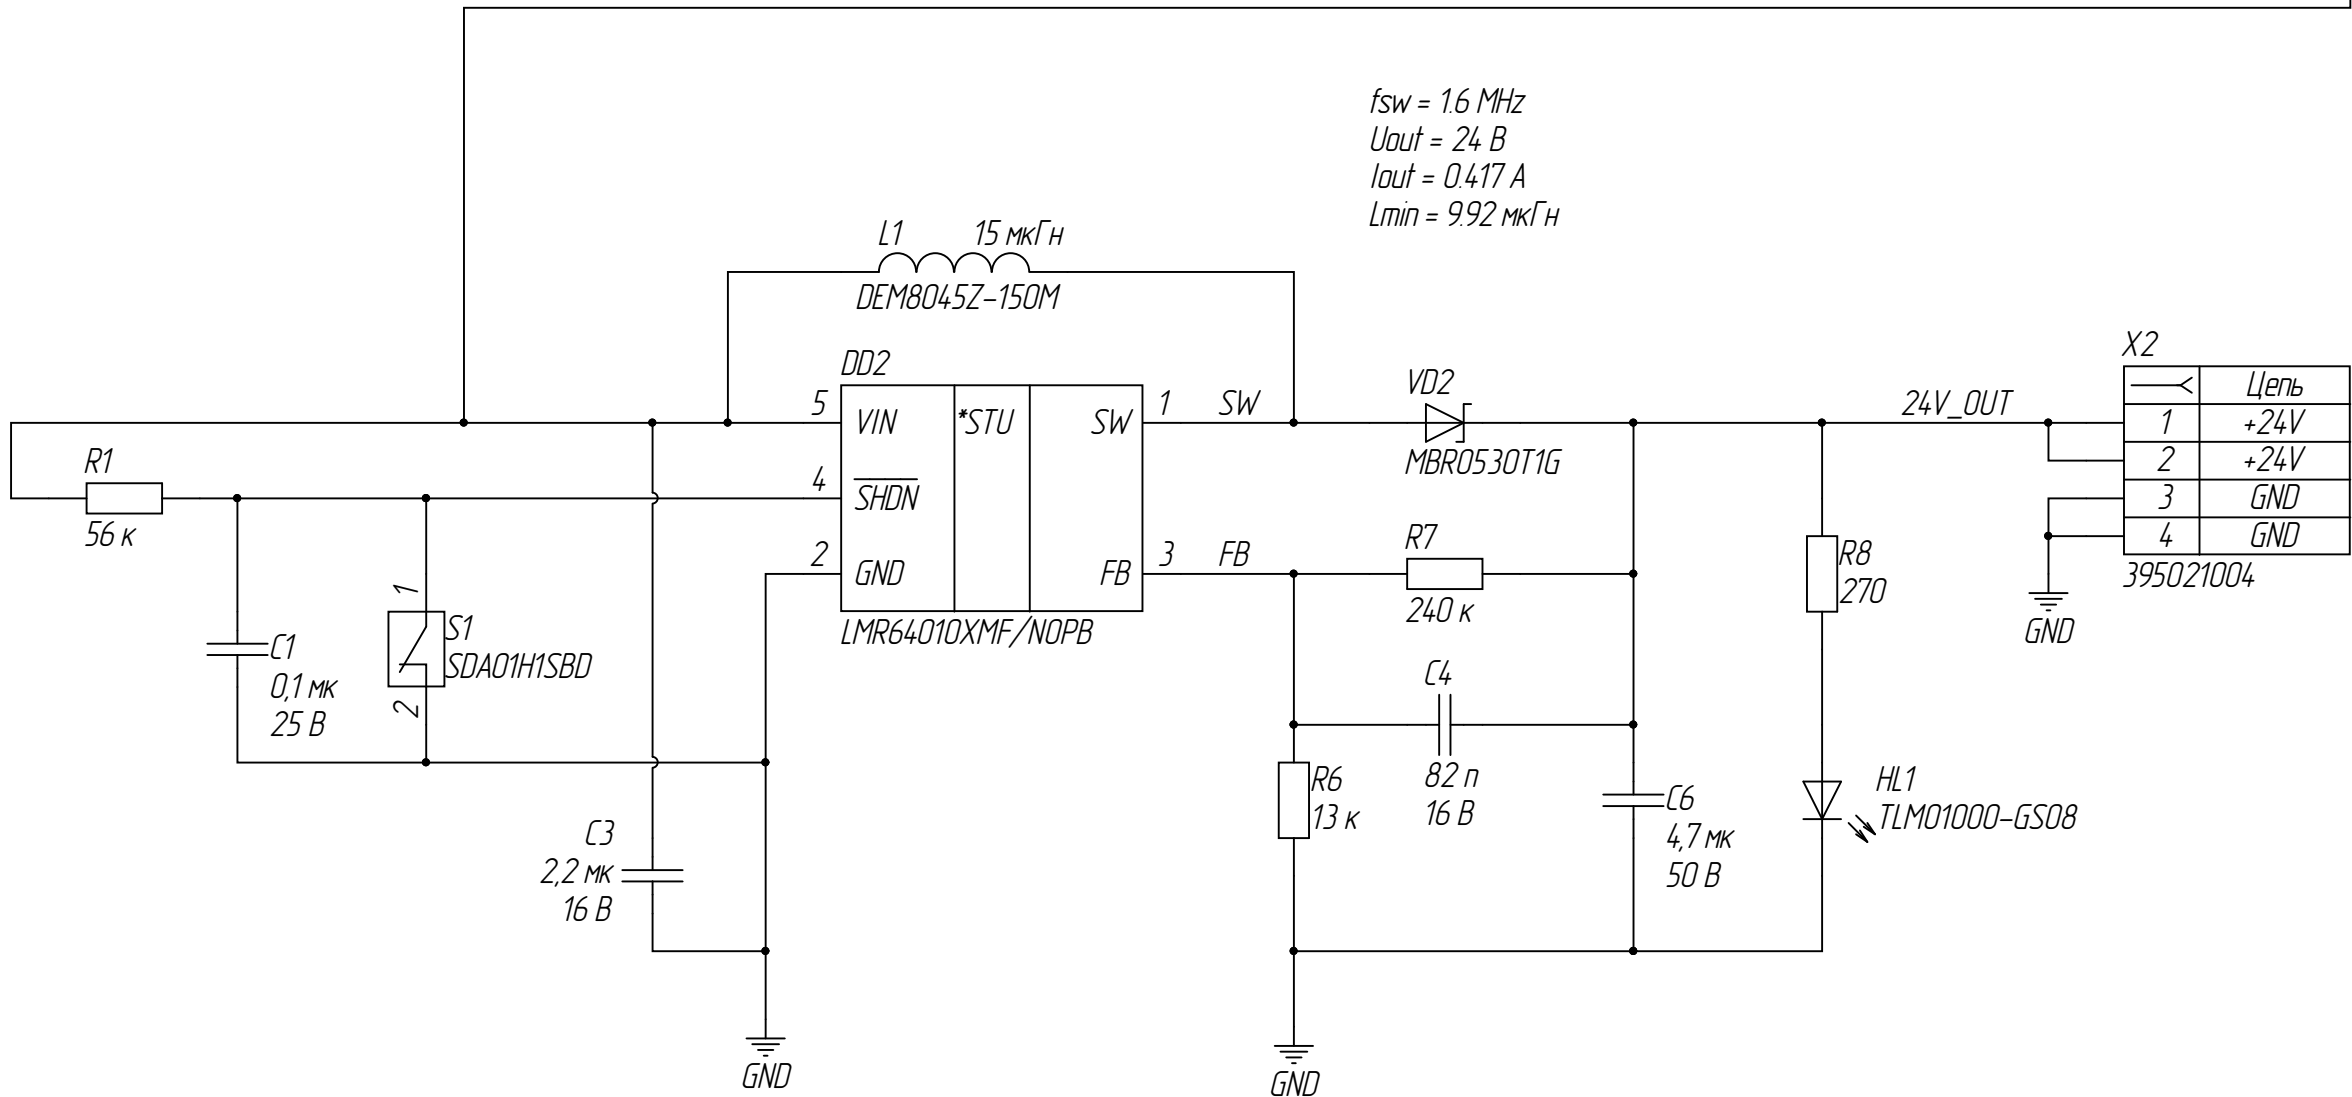 fsw = 1.6 MHz
Uout = 24 В
Iout = 0.417 А
Lmin = 9.92 мкГн
L1 15 мкГн
DEM8045Z-150M
DD2
5 VIN
*STU
SW 1 SW
4 SHDN
2 GND
FB 3 FB
LMR64010XMF/NOPB
R1
56 к
C1
0,1 мк
25 В
1
S1
SDA01H1SBD
2
C3
2,2 мк
16 В
GND
VD2
MBR0530T1G
R7
240 к
C4
82 п
16 В
R6
13 к
C6
4,7 мк
50 В
GND
24V_OUT
R8
270
HL1
TLMO1000-GS08
X2
Цепь
1 +24V
2 +24V
3 GND
4 GND
395021004
GND